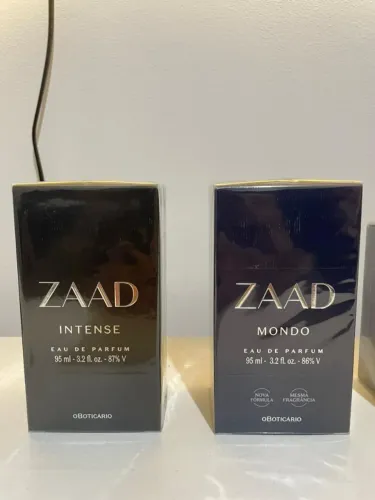 ZAAD
INTENSE
EAU DE PARFUM
95 ml - 3.2 fl. oz. - 87% V
oBOTICÁRIO
ZAAD
MONDO
EAU DE PARFUM
95 ml - 3.2 fl. oz. - 86% V
NOVA
FÓRMULA
MESMA
FRAGRÂNCIA
oBOTICÁRIO